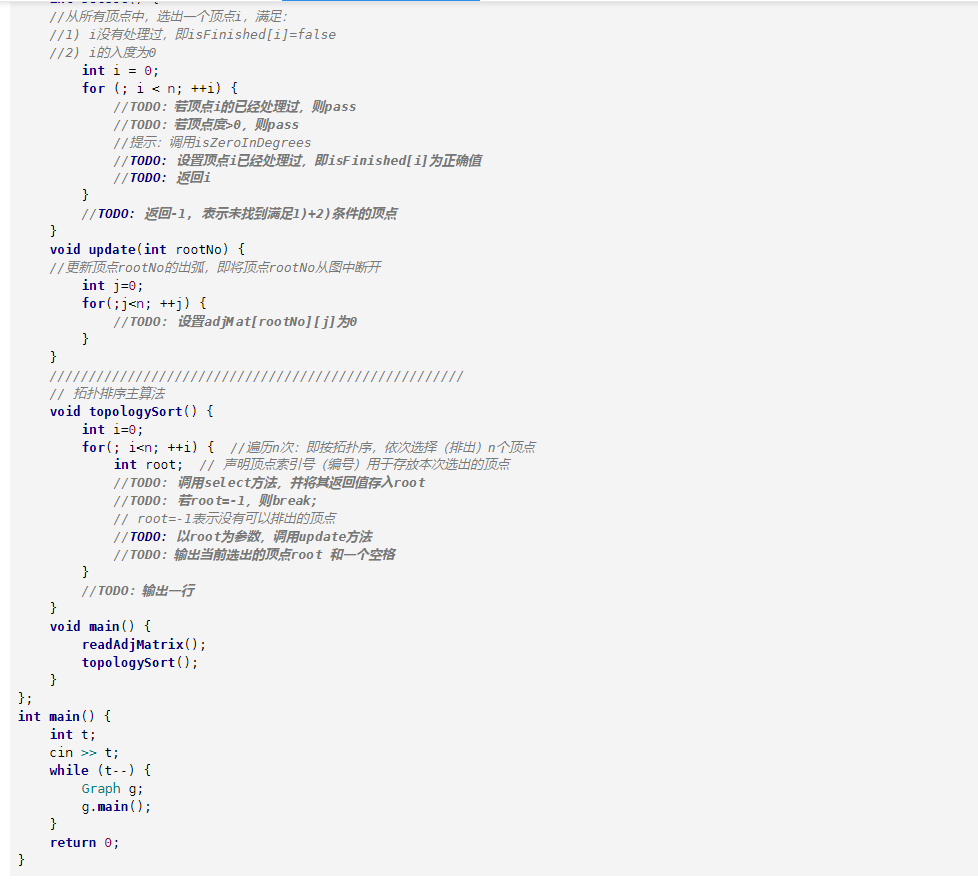 //从所有顶点中，选出一个顶点i，满足：
//1) i没有处理过，即isFinished[i]=false
//2) i的入度为0
int i = 0;
for (; i < n; ++i) {
//TODO: 若顶点i的已经处理过，则pass
//TODO: 若顶点度>0，则pass
//提示: 调用isZeroInDegrees
//TODO: 设置顶点i已经处理过，即isFinished[i]为正确值
//TODO: 返回i
}
//TODO: 返回-1, 表示未找到满足1)+2)条件的顶点
}
void update(int rootNo) {
//更新顶点rootNo的出弧，即将顶点rootNo从图中断开
int j=0;
for(;j<n; ++j) {
//TODO: 设置adjMat[rootNo][j]为0
}
}
/////////////////////////////////////////////////////
// 拓扑排序主算法
void topologySort() {
int i=0;
for(; i<n; ++i) { //遍历n次: 即按拓扑序，依次选择（排出）n个顶点
int root; // 声明顶点索引号（编号）用于存放本次选出的顶点
//TODO: 调用select方法，并将其返回值存入root
//TODO: 若root=-1，则break;
// root=-1表示没有可以排出的顶点
//TODO: 以root为参数，调用update方法
//TODO: 输出当前选出的顶点root 和一个空格
}
//TODO: 输出一行
}
void main() {
readAdjMatrix();
topologySort();
}
};
int main() {
int t;
cin >> t;
while (t--) {
Graph g;
g.main();
}
return 0;
}